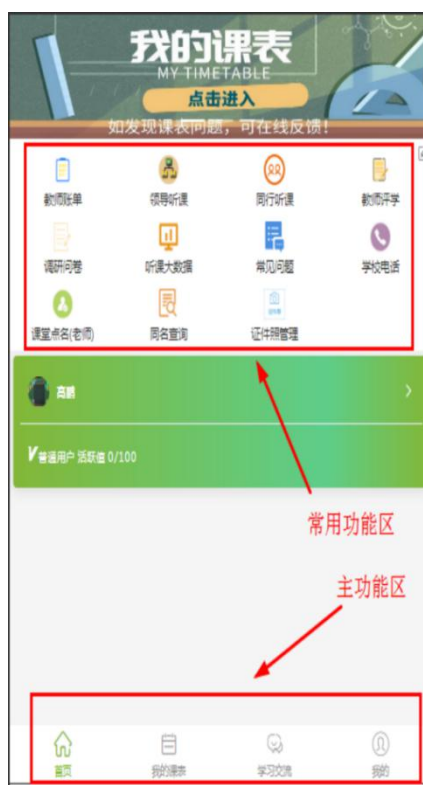 我的课表
MY TIMETABLE
点击进入
如发现课表问题，可在线反馈！
教师账单 领导听课 同行听课 教师评学
调研问卷 听课大数据 常见问题 学校电话
课堂点名(老师) 同名查询 证件照管理
高鹏
V普通用户 活跃值 0/100
常用功能区
主功能区
首页 我的课表 学习交流 我的